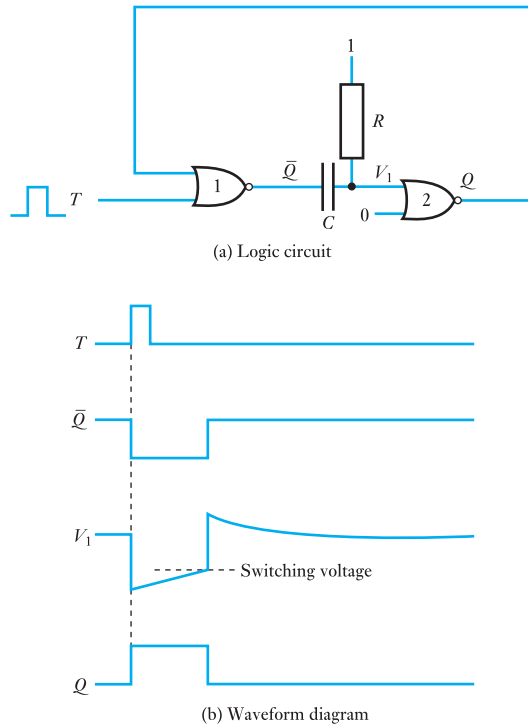 1
R
Q̄
V₁
Q
1
2
T
0
C
(a) Logic circuit
T
Q̄
V₁
Switching voltage
Q
(b) Waveform diagram